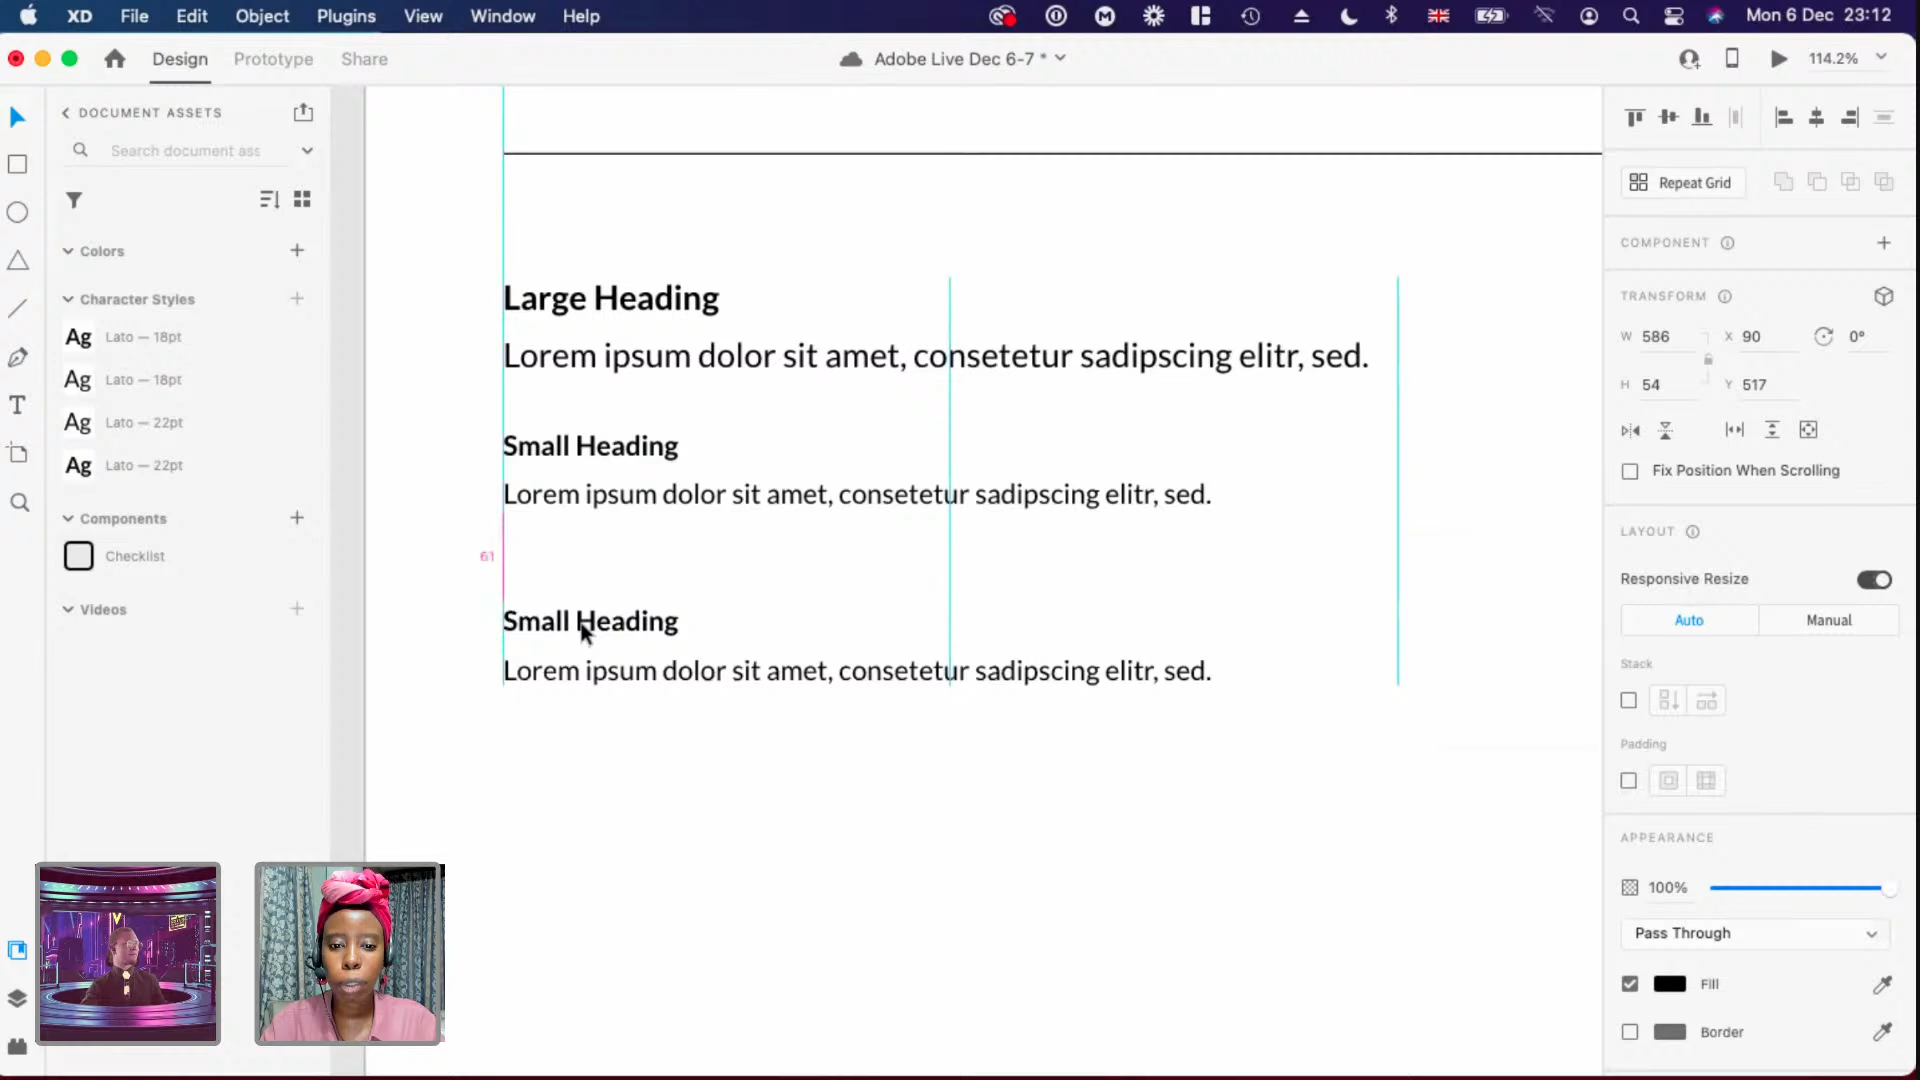 XD File Edit Object Plugins View Window Help Mon 6 Dec 23:12
Design Prototype Share Adobe Live Dec 6-7 * 114.2%
DOCUMENT ASSETS
Search document ass
Colors
Character Styles
Ag Lato — 18pt
Ag Lato — 18pt
Ag Lato — 22pt
Ag Lato — 22pt
Components
Checklist
Videos
Large Heading
Lorem ipsum dolor sit amet, consetetur sadipscing elitr, sed.
Small Heading
Lorem ipsum dolor sit amet, consetetur sadipscing elitr, sed.
61
Small Heading
Lorem ipsum dolor sit amet, consetetur sadipscing elitr, sed.
Repeat Grid
COMPONENT
TRANSFORM
W 586 X 90 0°
H 54 Y 517
Fix Position When Scrolling
LAYOUT
Responsive Resize
Auto Manual
Stack
Padding
APPEARANCE
100%
Pass Through
Fill
Border